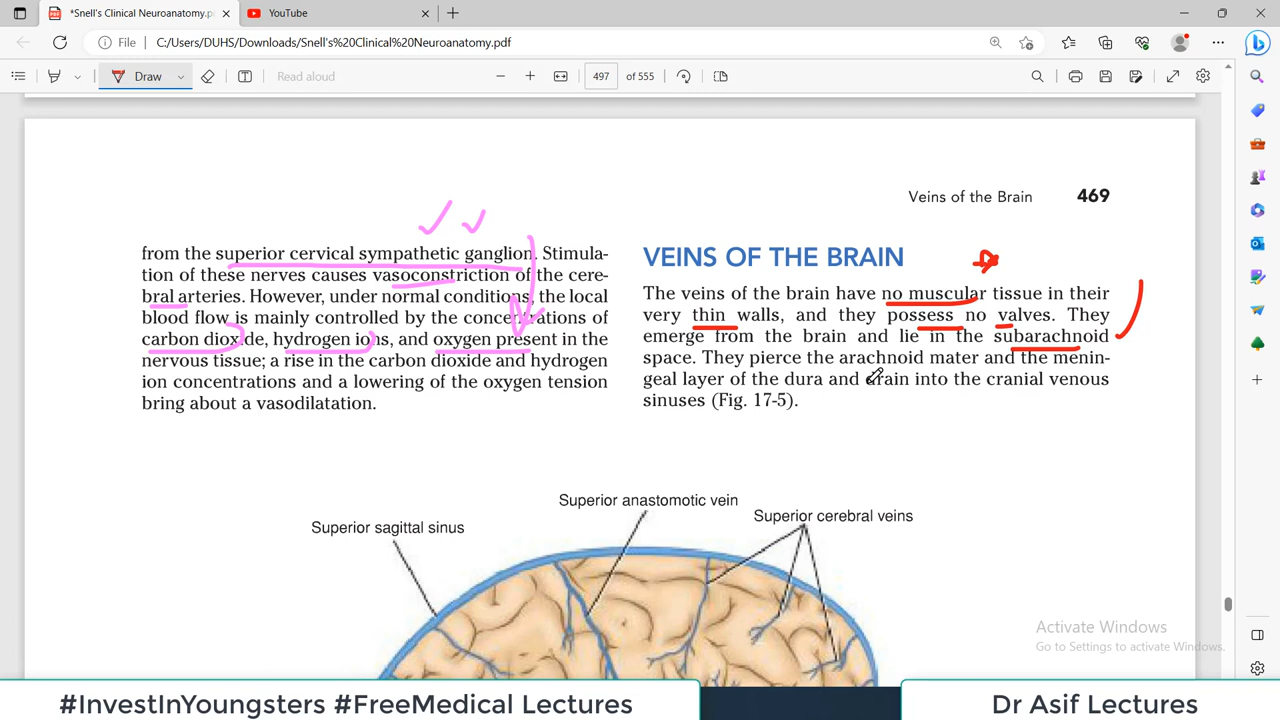 *Snell's Clinical Neuroanatomy.p
YouTube
File
C:/Users/DUHS/Downloads/Snell's%20Clinical%20Neuroanatomy.pdf
Draw
Read aloud
497
of 555
Veins of the Brain 469
from the superior cervical sympathetic ganglion. Stimula-
tion of these nerves causes vasoconstriction of the cere-
bral arteries. However, under normal conditions, the local
blood flow is mainly controlled by the concentrations of
carbon dioxide, hydrogen ions, and oxygen present in the
nervous tissue; a rise in the carbon dioxide and hydrogen
ion concentrations and a lowering of the oxygen tension
bring about a vasodilatation.
VEINS OF THE BRAIN
The veins of the brain have no muscular tissue in their
very thin walls, and they possess no valves. They
emerge from the brain and lie in the subarachnoid
space. They pierce the arachnoid mater and the menin-
geal layer of the dura and drain into the cranial venous
sinuses (Fig. 17-5).
Superior anastomotic vein
Superior cerebral veins
Superior sagittal sinus
Activate Windows
Go to Settings to activate Windows.
#InvestInYoungsters #FreeMedical Lectures
Dr Asif Lectures